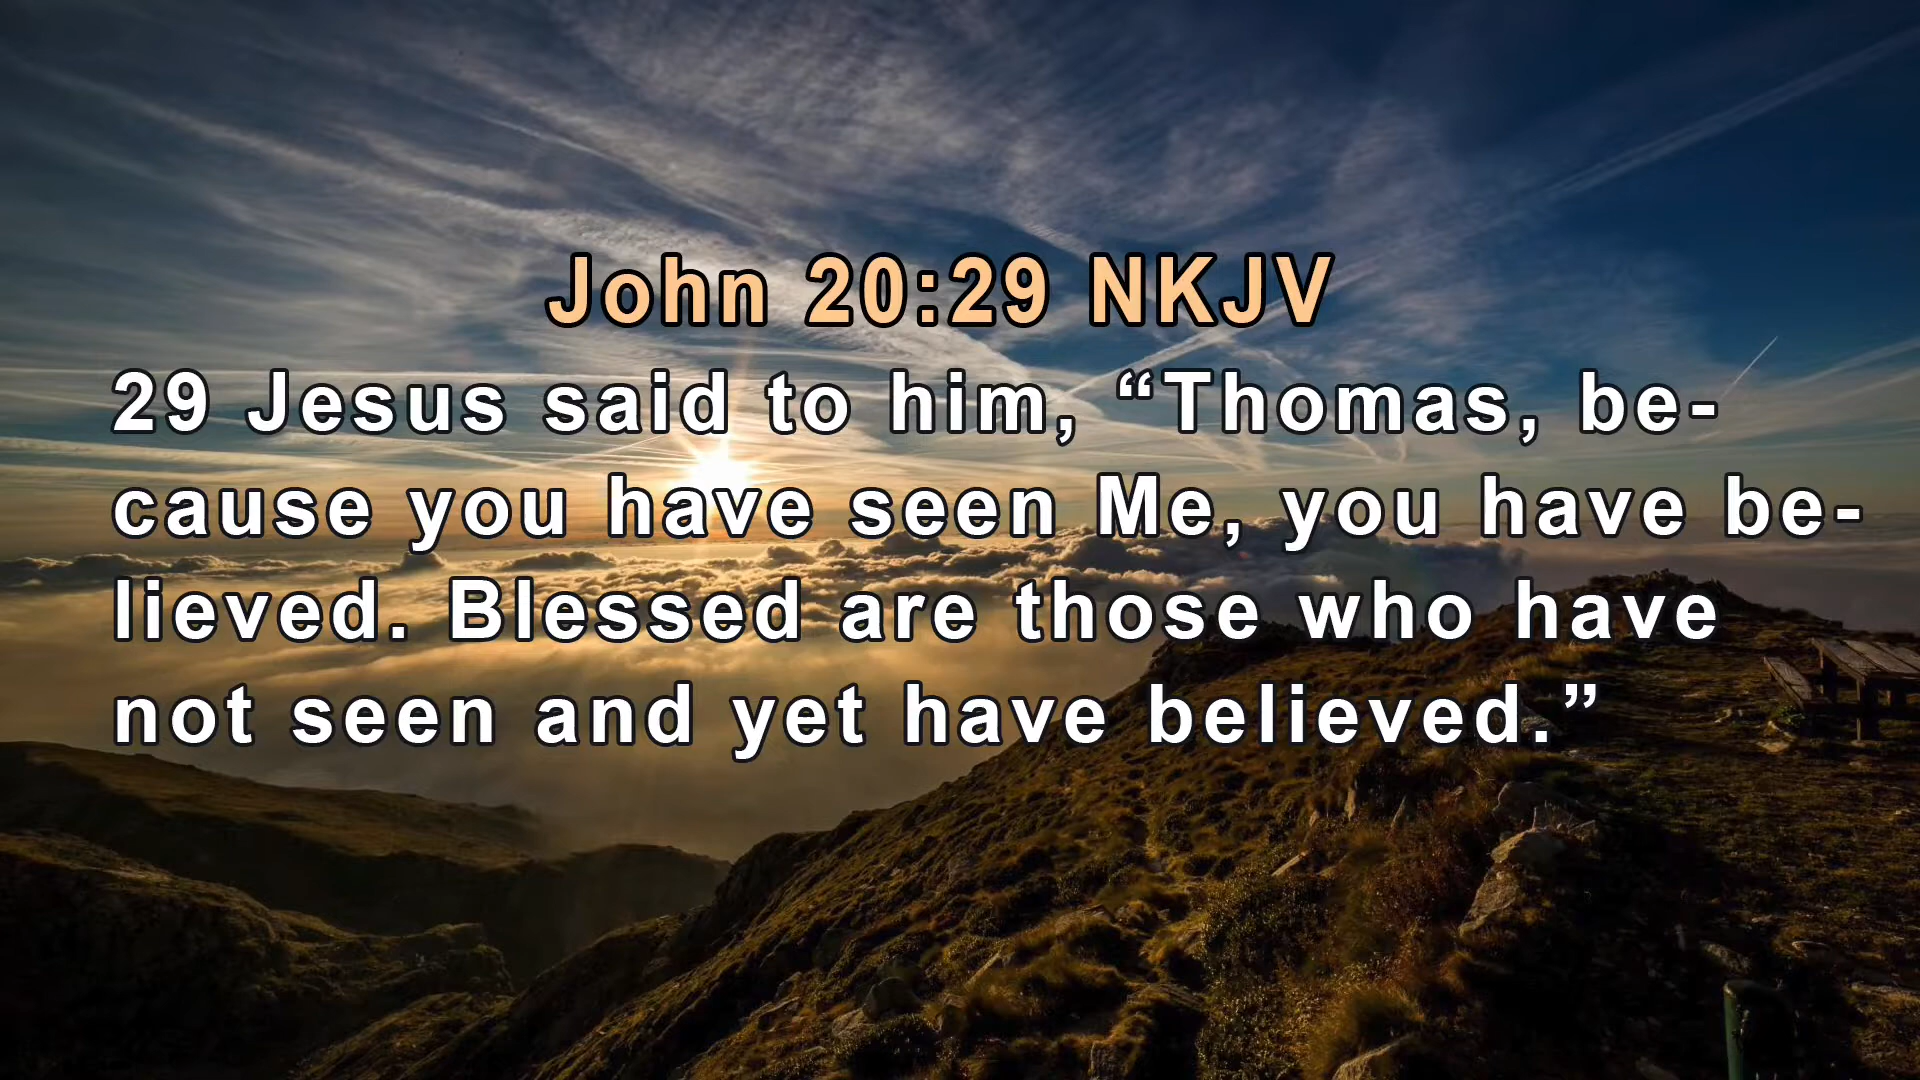 John 20:29 NKJV
29 Jesus said to him, “Thomas, be-
cause you have seen Me, you have be-
lieved. Blessed are those who have
not seen and yet have believed.”